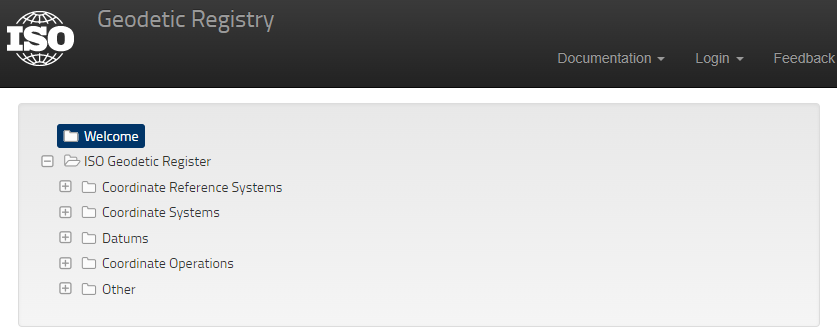 ISO
Geodetic Registry
Documentation Login Feedback
Welcome
ISO Geodetic Register
Coordinate Reference Systems
Coordinate Systems
Datums
Coordinate Operations
Other